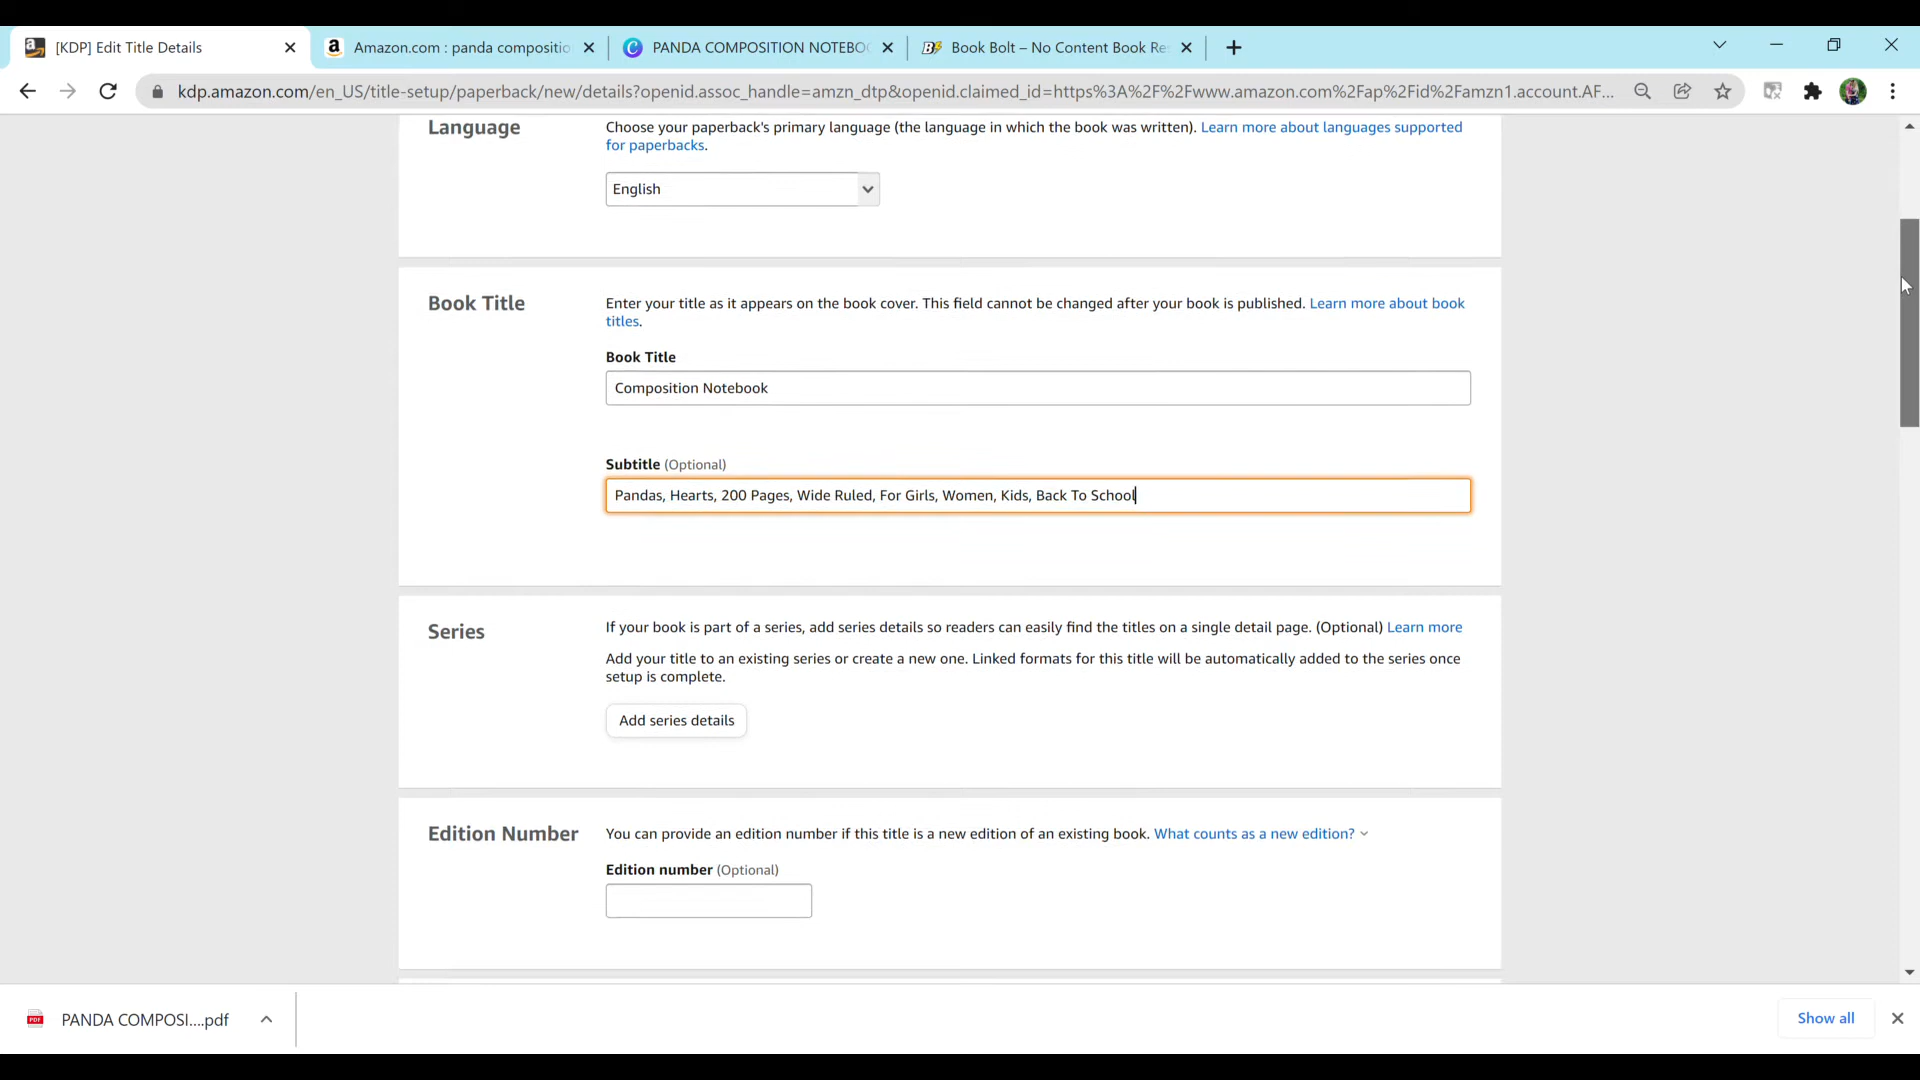 [KDP] Edit Title Details
Amazon.com : panda compositio
PANDA COMPOSITION NOTEBO
Book Bolt – No Content Book Re
kdp.amazon.com/en_US/title-setup/paperback/new/details?openid.assoc_handle=amzn_dtp&openid.claimed_id=https%3A%2F%2Fwww.amazon.com%2Fap%2Fid%2Famzn1.account.AF...
Language
Choose your paperback's primary language (the language in which the book was written). Learn more about languages supported
for paperbacks.
English
Book Title
Enter your title as it appears on the book cover. This field cannot be changed after your book is published. Learn more about book
titles.
Book Title
Composition Notebook
Subtitle (Optional)
Pandas, Hearts, 200 Pages, Wide Ruled, For Girls, Women, Kids, Back To School
Series
If your book is part of a series, add series details so readers can easily find the titles on a single detail page. (Optional) Learn more
Add your title to an existing series or create a new one. Linked formats for this title will be automatically added to the series once
setup is complete.
Add series details
Edition Number
You can provide an edition number if this title is a new edition of an existing book. What counts as a new edition?
Edition number (Optional)
PDF
PANDA COMPOSI....pdf
Show all